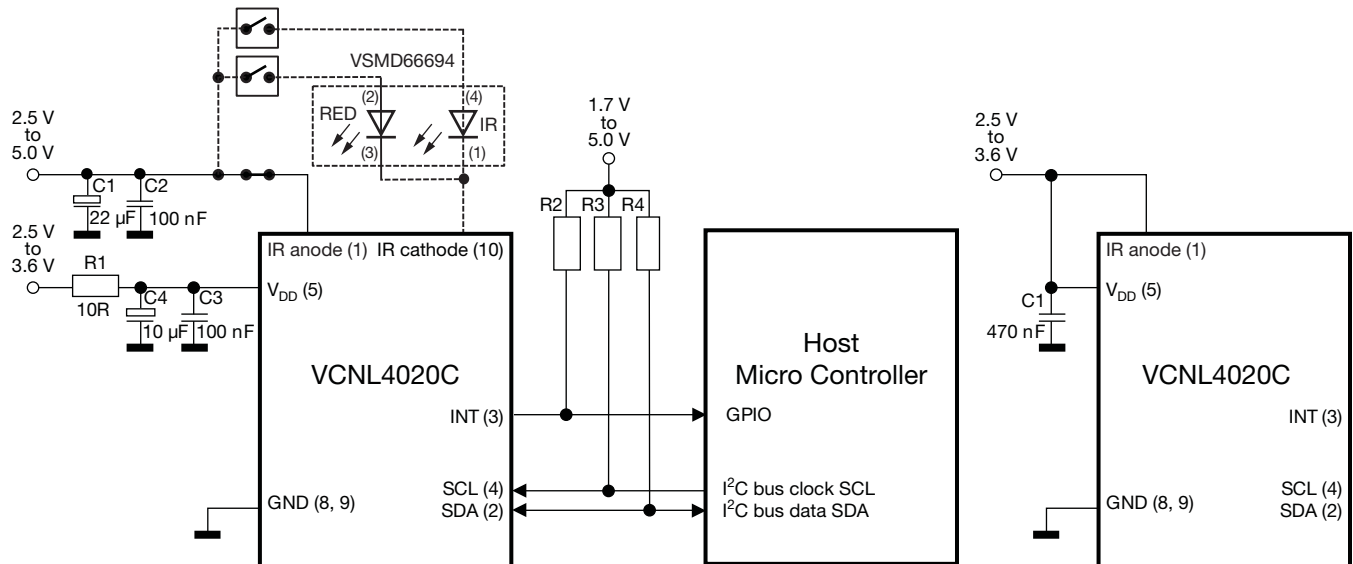 VSMD66694
(2)
(4)
RED
IR
(3)
(1)
2.5 V
to
5.0 V
C1
C2
22 µF
100 nF
2.5 V
to
3.6 V
R1
10R
C4
C3
10 µF
100 nF
IR anode (1)
IR cathode (10)
VDD (5)
VCNL4020C
INT (3)
SCL (4)
SDA (2)
GND (8, 9)
1.7 V
to
5.0 V
R2
R3
R4
Host
Micro Controller
GPIO
I2C bus clock SCL
I2C bus data SDA
2.5 V
to
3.6 V
C1
470 nF
IR anode (1)
VDD (5)
VCNL4020C
INT (3)
SCL (4)
SDA (2)
GND (8, 9)